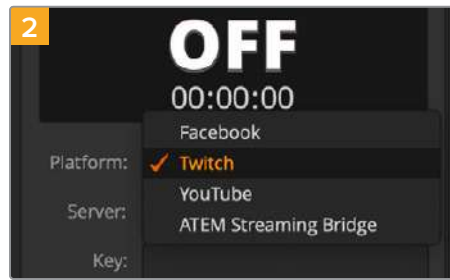 2
OFF
00:00:00
Facebook
Platform: ✓ Twitch
YouTube
Server:
ATEM Streaming Bridge
Key: